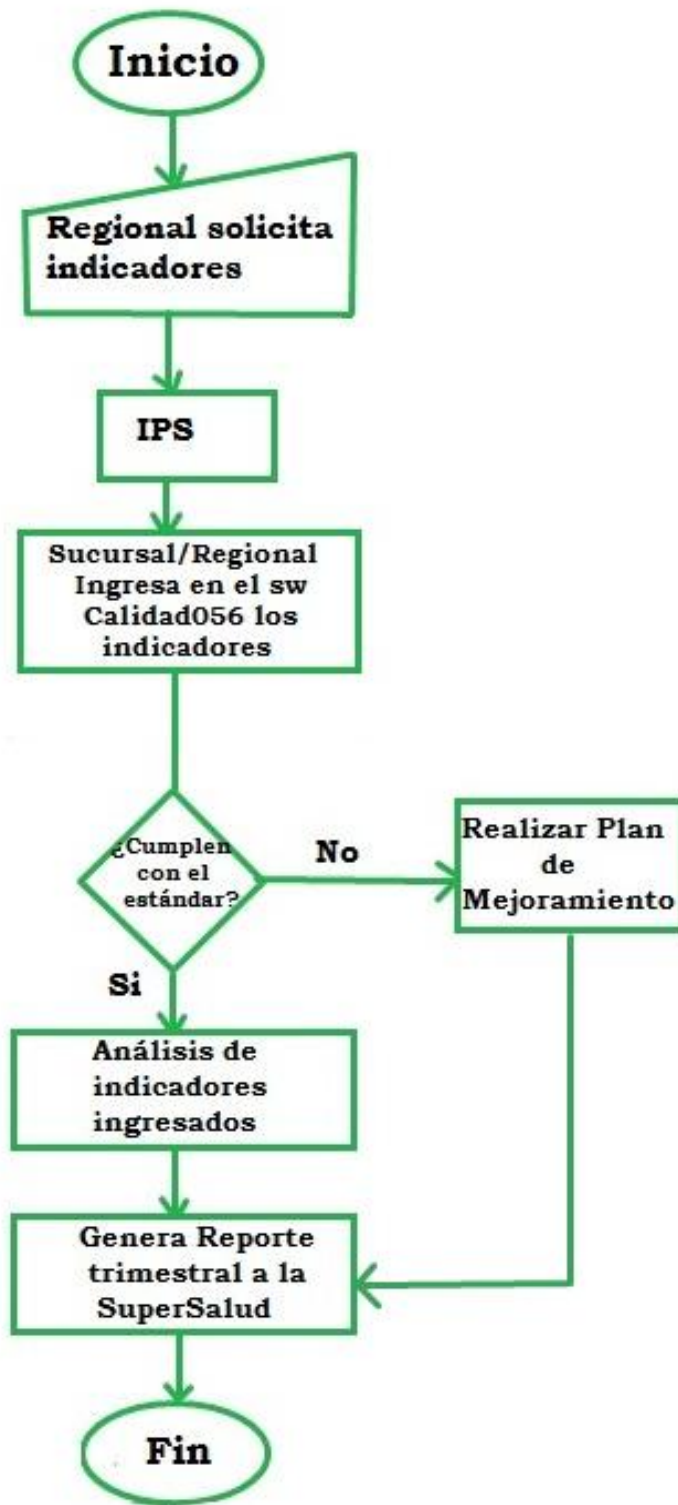 Inicio
Regional solicita
indicadores
IPS
Sucursal/Regional
Ingresa en el sw
Calidad056 los
indicadores
¿Cumplen
con el
estándar?
No
Realizar Plan
de
Mejoramiento
Si
Análisis de
indicadores
ingresados
Genera Reporte
trimestral a la
SuperSalud
Fin